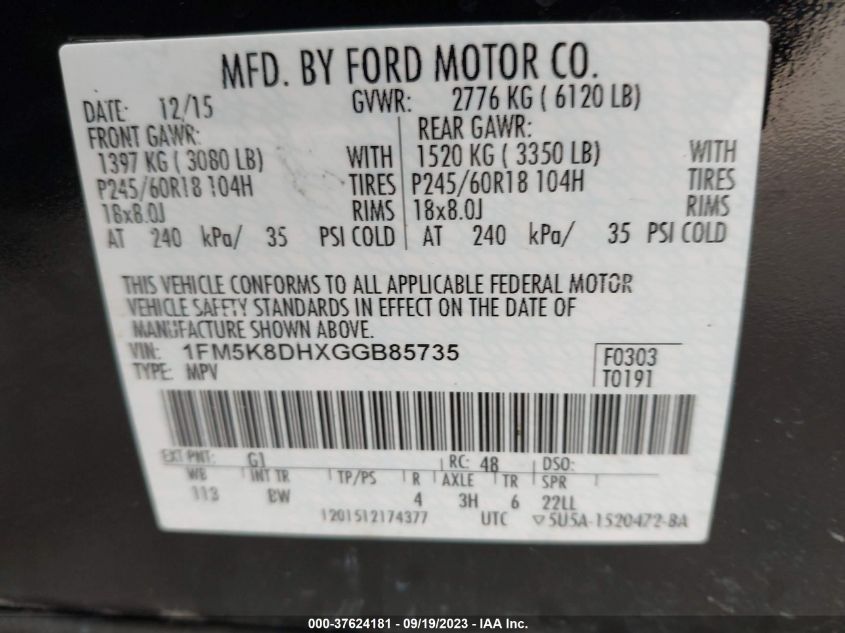 MFD. BY FORD MOTOR CO.
DATE: 12/15 GVWR: 2776 KG ( 6120 LB)
FRONT GAWR: REAR GAWR:
1397 KG ( 3080 LB) WITH 1520 KG ( 3350 LB) WITH
P245/60R18 104H TIRES P245/60R18 104H TIRES
18x8.0J RIMS 18x8.0J RIMS
AT 240 kPa/ 35 PSI COLD AT 240 kPa/ 35 PSI COLD
THIS VEHICLE CONFORMS TO ALL APPLICABLE FEDERAL MOTOR
VEHICLE SAFETY STANDARDS IN EFFECT ON THE DATE OF
MANUFACTURE SHOWN ABOVE.
VIN: 1FM5K8DHXGGB85735 F0303
TYPE: MPV T0191
EXT PNT: G1 RC: 48 DSO:
WB INT TR TP/PS R AXLE TR SPR
113 BW 4 3H 6 22LL
1201512174377 UTC ▽5U5A-1520472-BA
000-37624181 - 09/19/2023 - IAA Inc.